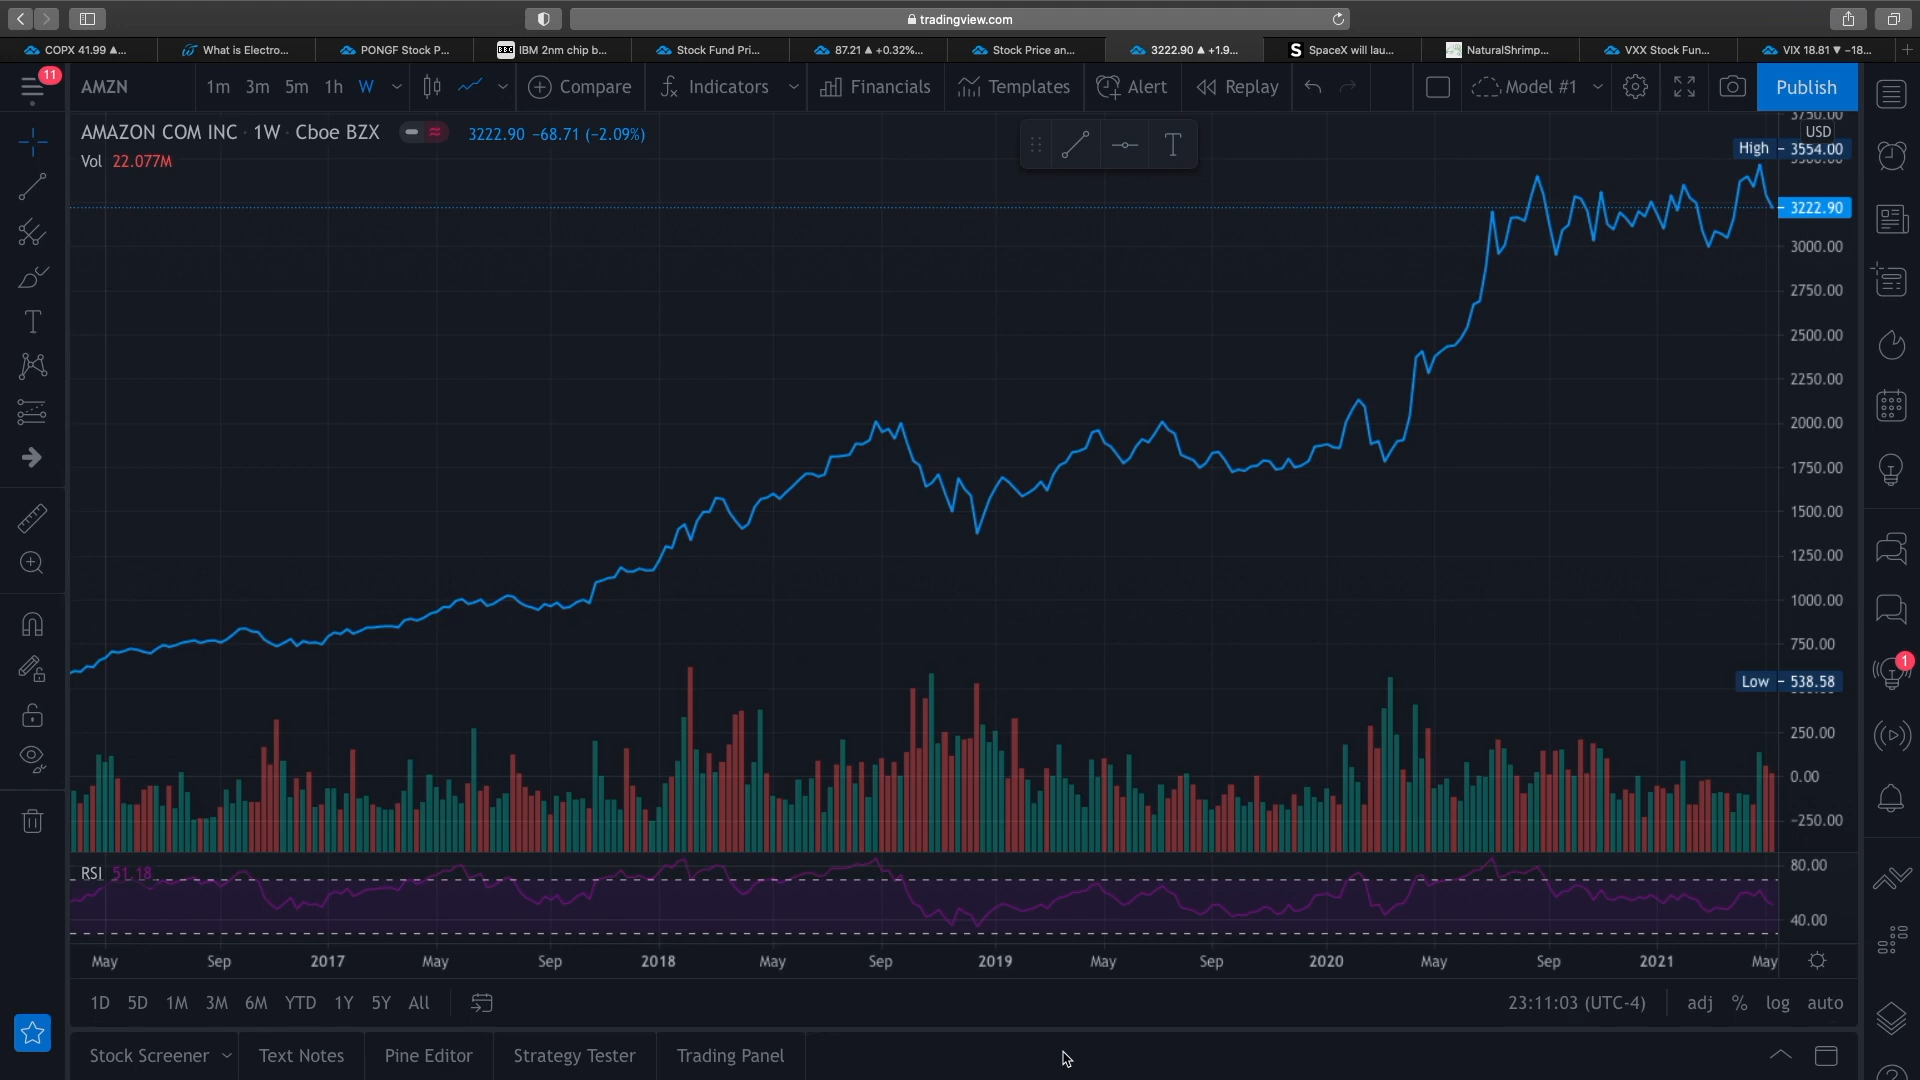 tradingview.com
COPX 41.99 ▲...
What is Electro...
PONGF Stock P...
BBC IBM 2nm chip b...
Stock Fund Pri...
87.21 ▲ +0.32%...
Stock Price an...
3222.90 ▲ +1.9...
S SpaceX will lau...
NaturalShrimp...
VXX Stock Fun...
VIX 18.81 ▼ −18...
11
AMZN
1m 3m 5m 1h W
Compare
Indicators
Financials
Templates
Alert
Replay
Model #1
Publish
AMAZON COM INC · 1W · Cboe BZX
3222.90 −68.71 (−2.09%)
Vol 22.077M
T
3750.00
USD
High - 3554.00
3222.90
3000.00
2750.00
2500.00
2250.00
2000.00
1750.00
1500.00
1250.00
1000.00
750.00
Low - 538.58
250.00
0.00
−250.00
1
RSI 51.18
80.00
40.00
May Sep 2017 May Sep 2018 May Sep 2019 May Sep 2020 May Sep 2021 May
1D 5D 1M 3M 6M YTD 1Y 5Y All
23:11:03 (UTC-4)
adj % log auto
Stock Screener
Text Notes
Pine Editor
Strategy Tester
Trading Panel